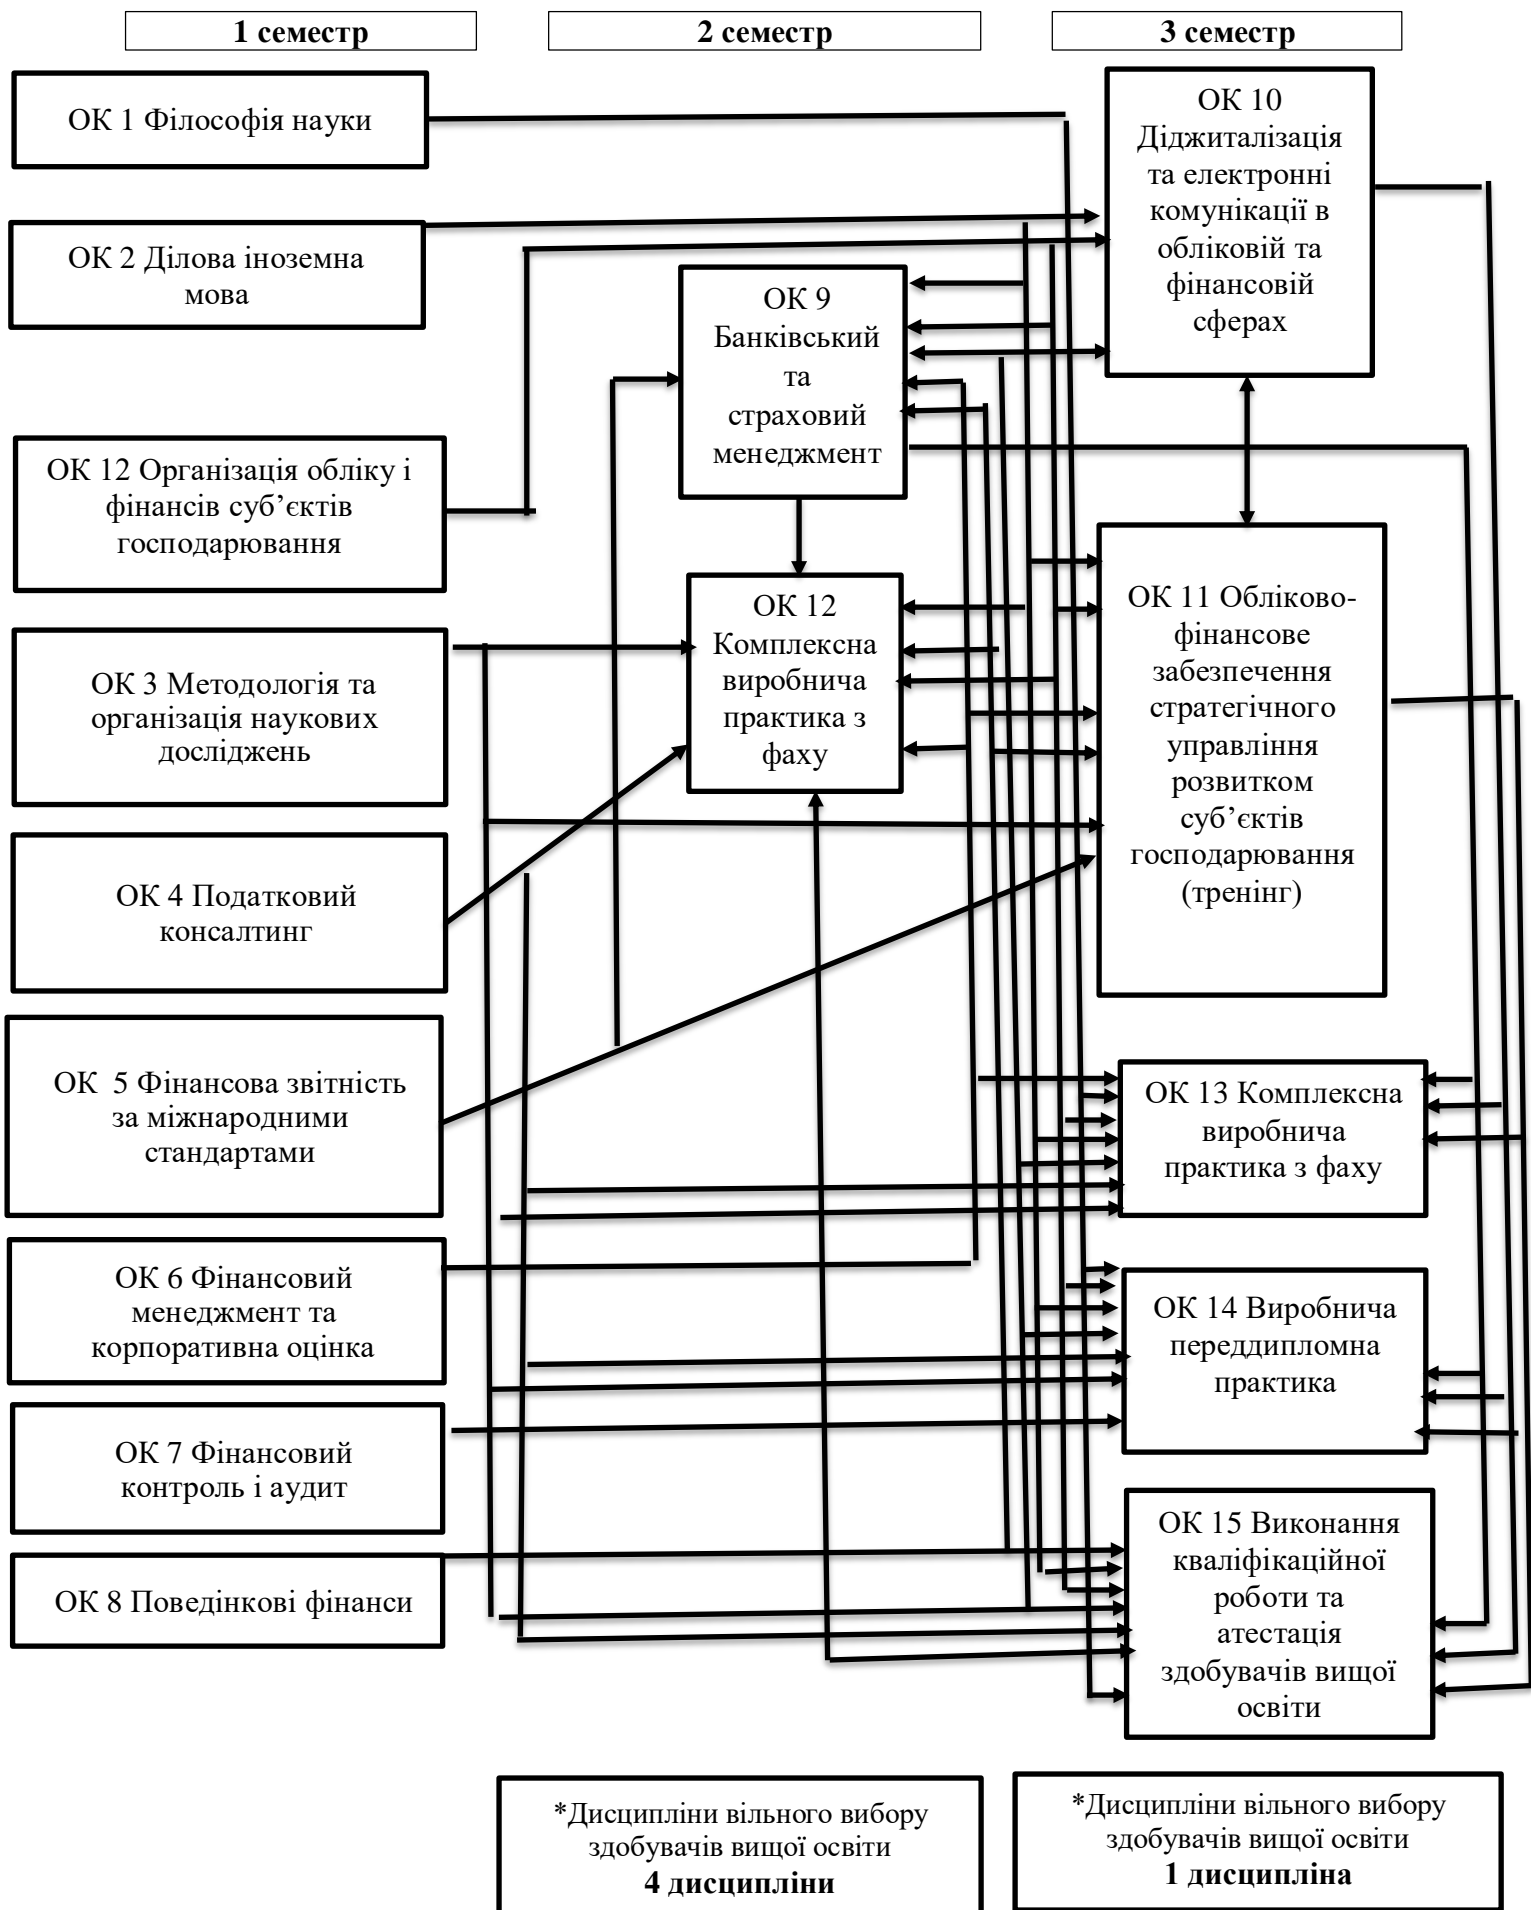 1 семестр
2 семестр
3 семестр
ОК 1 Філософія науки
ОК 2 Ділова іноземна
мова
ОК 12 Організація обліку і
фінансів суб’єктів
господарювання
ОК 3 Методологія та
організація наукових
досліджень
ОК 4 Податковий
консалтинг
ОК  5 Фінансова звітність
за міжнародними
стандартами
ОК 6 Фінансовий
менеджмент та
корпоративна оцінка
ОК 7 Фінансовий
контроль і аудит
ОК 8 Поведінкові фінанси
ОК 9
Банківський
та
страховий
менеджмент
ОК 12
Комплексна
виробнича
практика з
фаху
ОК 10
Діджиталізація
та електронні
комунікації в
обліковій та
фінансовій
сферах
ОК 11 Обліково-
фінансове
забезпечення
стратегічного
управління
розвитком
суб’єктів
господарювання
(тренінг)
ОК 13 Комплексна
виробнича
практика з фаху
ОК 14 Виробнича
переддипломна
практика
ОК 15 Виконання
кваліфікаційної
роботи та
атестація
здобувачів вищої
освіти
*Дисципліни вільного вибору
здобувачів вищої освіти
4 дисципліни
*Дисципліни вільного вибору
здобувачів вищої освіти
1 дисципліна